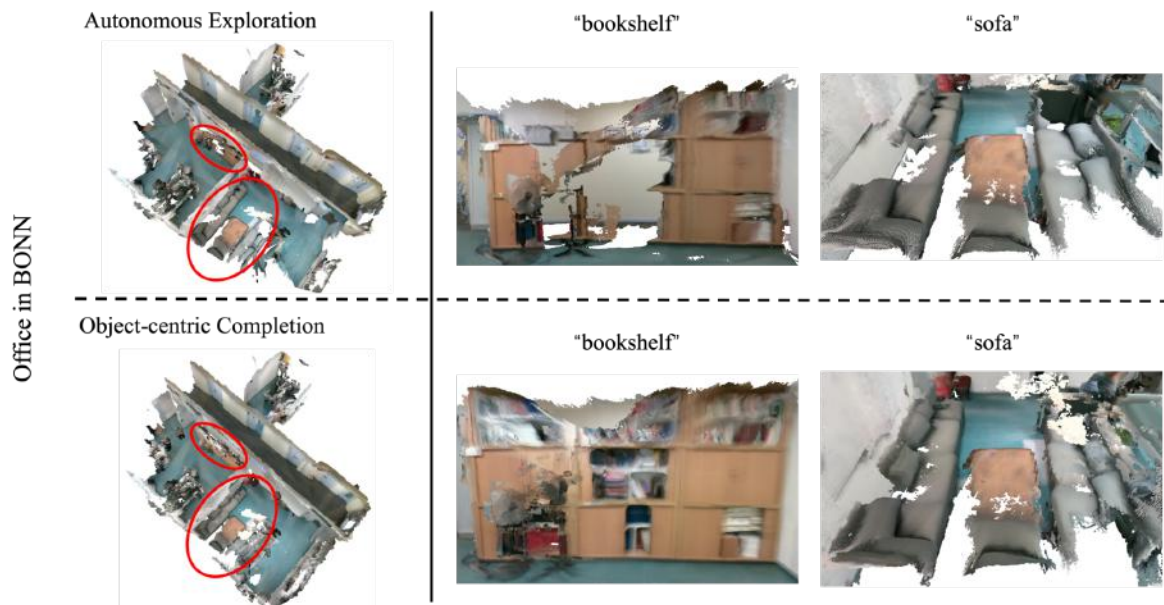 Autonomous Exploration
“bookshelf”
“sofa”
Office in BONN
Object-centric Completion
“bookshelf”
“sofa”